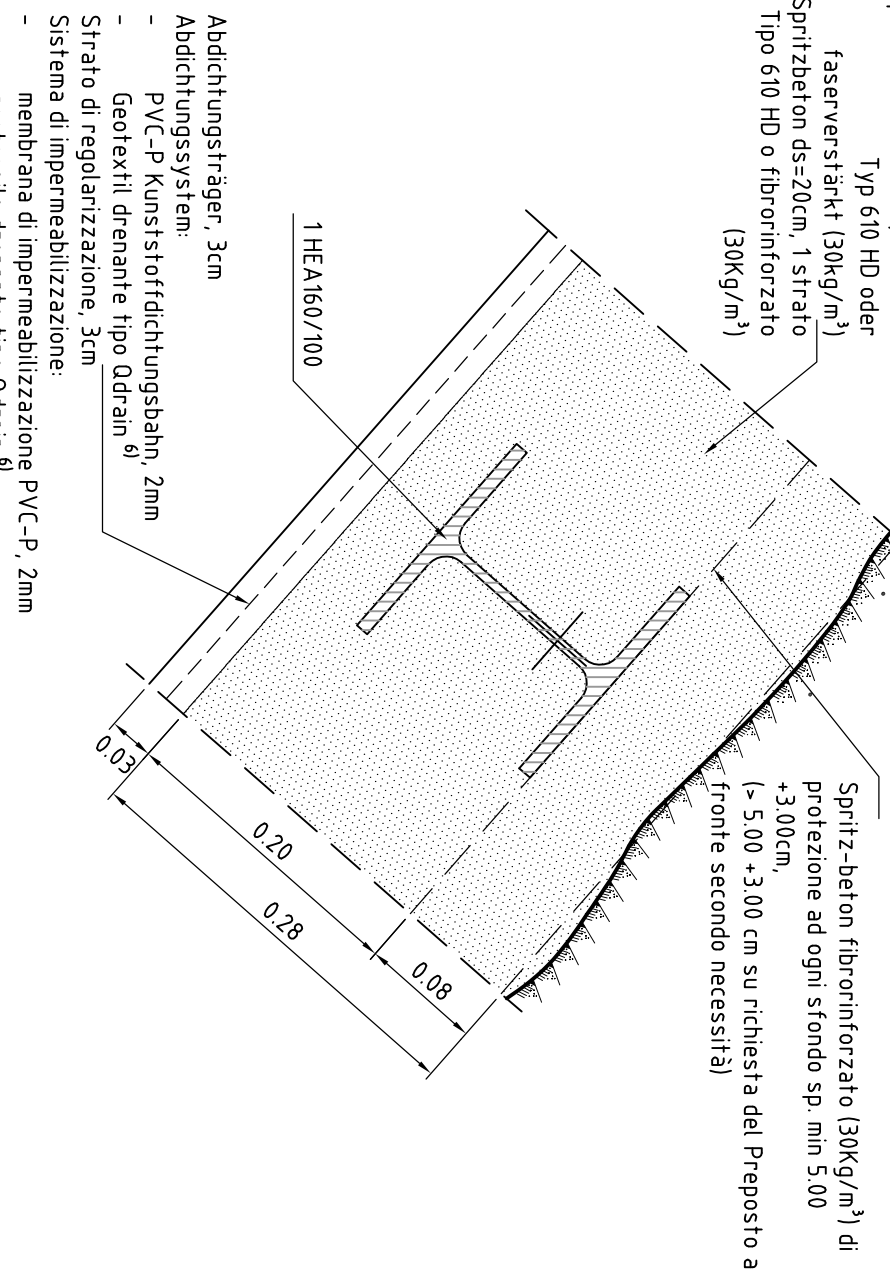 Typ 610 HD oder
faserverstärkt (30kg/m³)
Spritzbeton ds=20cm, 1 strato
Tipo 610 HD o fibrorinforzato
(30Kg/m³)
Spritz-beton fibrorinforzato (30Kg/m³) di
protezione ad ogni sfondo sp. min 5.00
+3.00cm,
(> 5.00 +3.00 cm su richiesta del Preposto a
fronte secondo necessità)
1 HEA160/100
Abdichtungsträger, 3cm
Abdichtungssystem:
- PVC-P Kunststoffdichtungsbahn, 2mm
- Geotextil drenante tipo Qdrain ⁶⁾
Strato di regolarizzazione, 3cm
Sistema di impermeabilizzazione:
- membrana di impermeabilizzazione PVC-P, 2mm
0.03
0.20
0.08
0.28